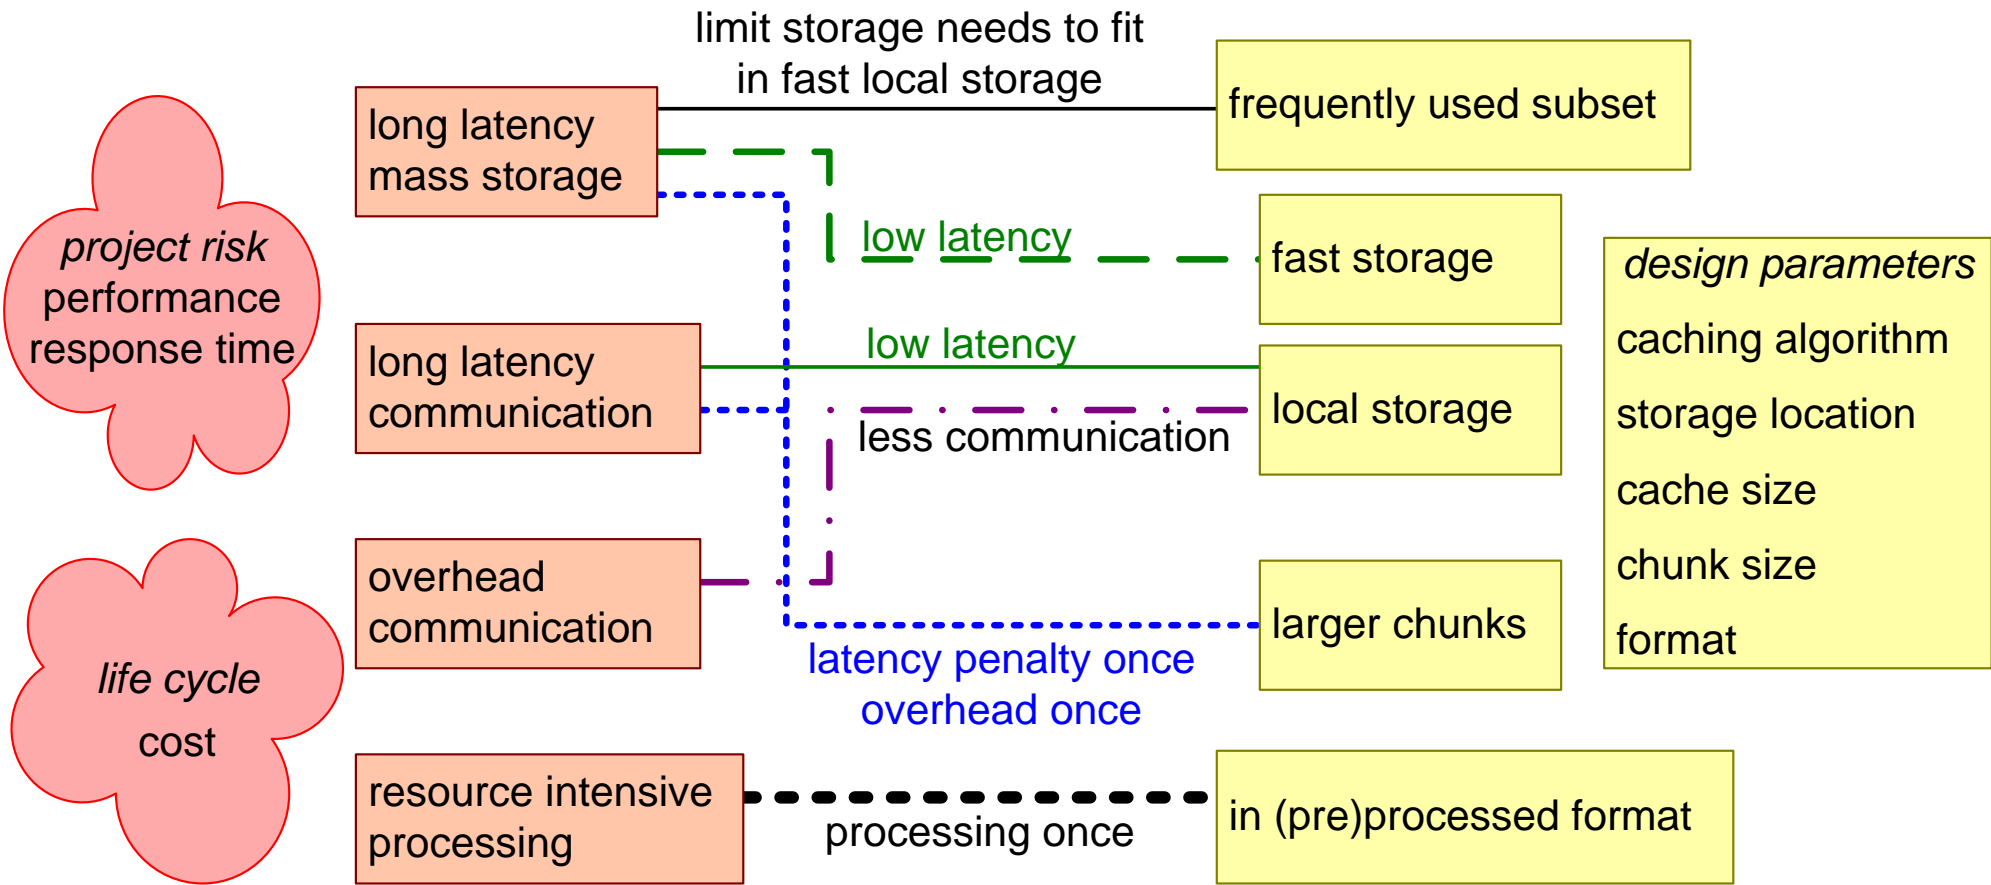 limit storage needs to fit
in fast local storage
project risk
performance
response time
life cycle
cost
long latency
mass storage
long latency
communication
overhead
communication
resource intensive
processing
low latency
low latency
less communication
latency penalty once
overhead once
processing once
frequently used subset
fast storage
local storage
larger chunks
in (pre)processed format
design parameters
caching algorithm
storage location
cache size
chunk size
format